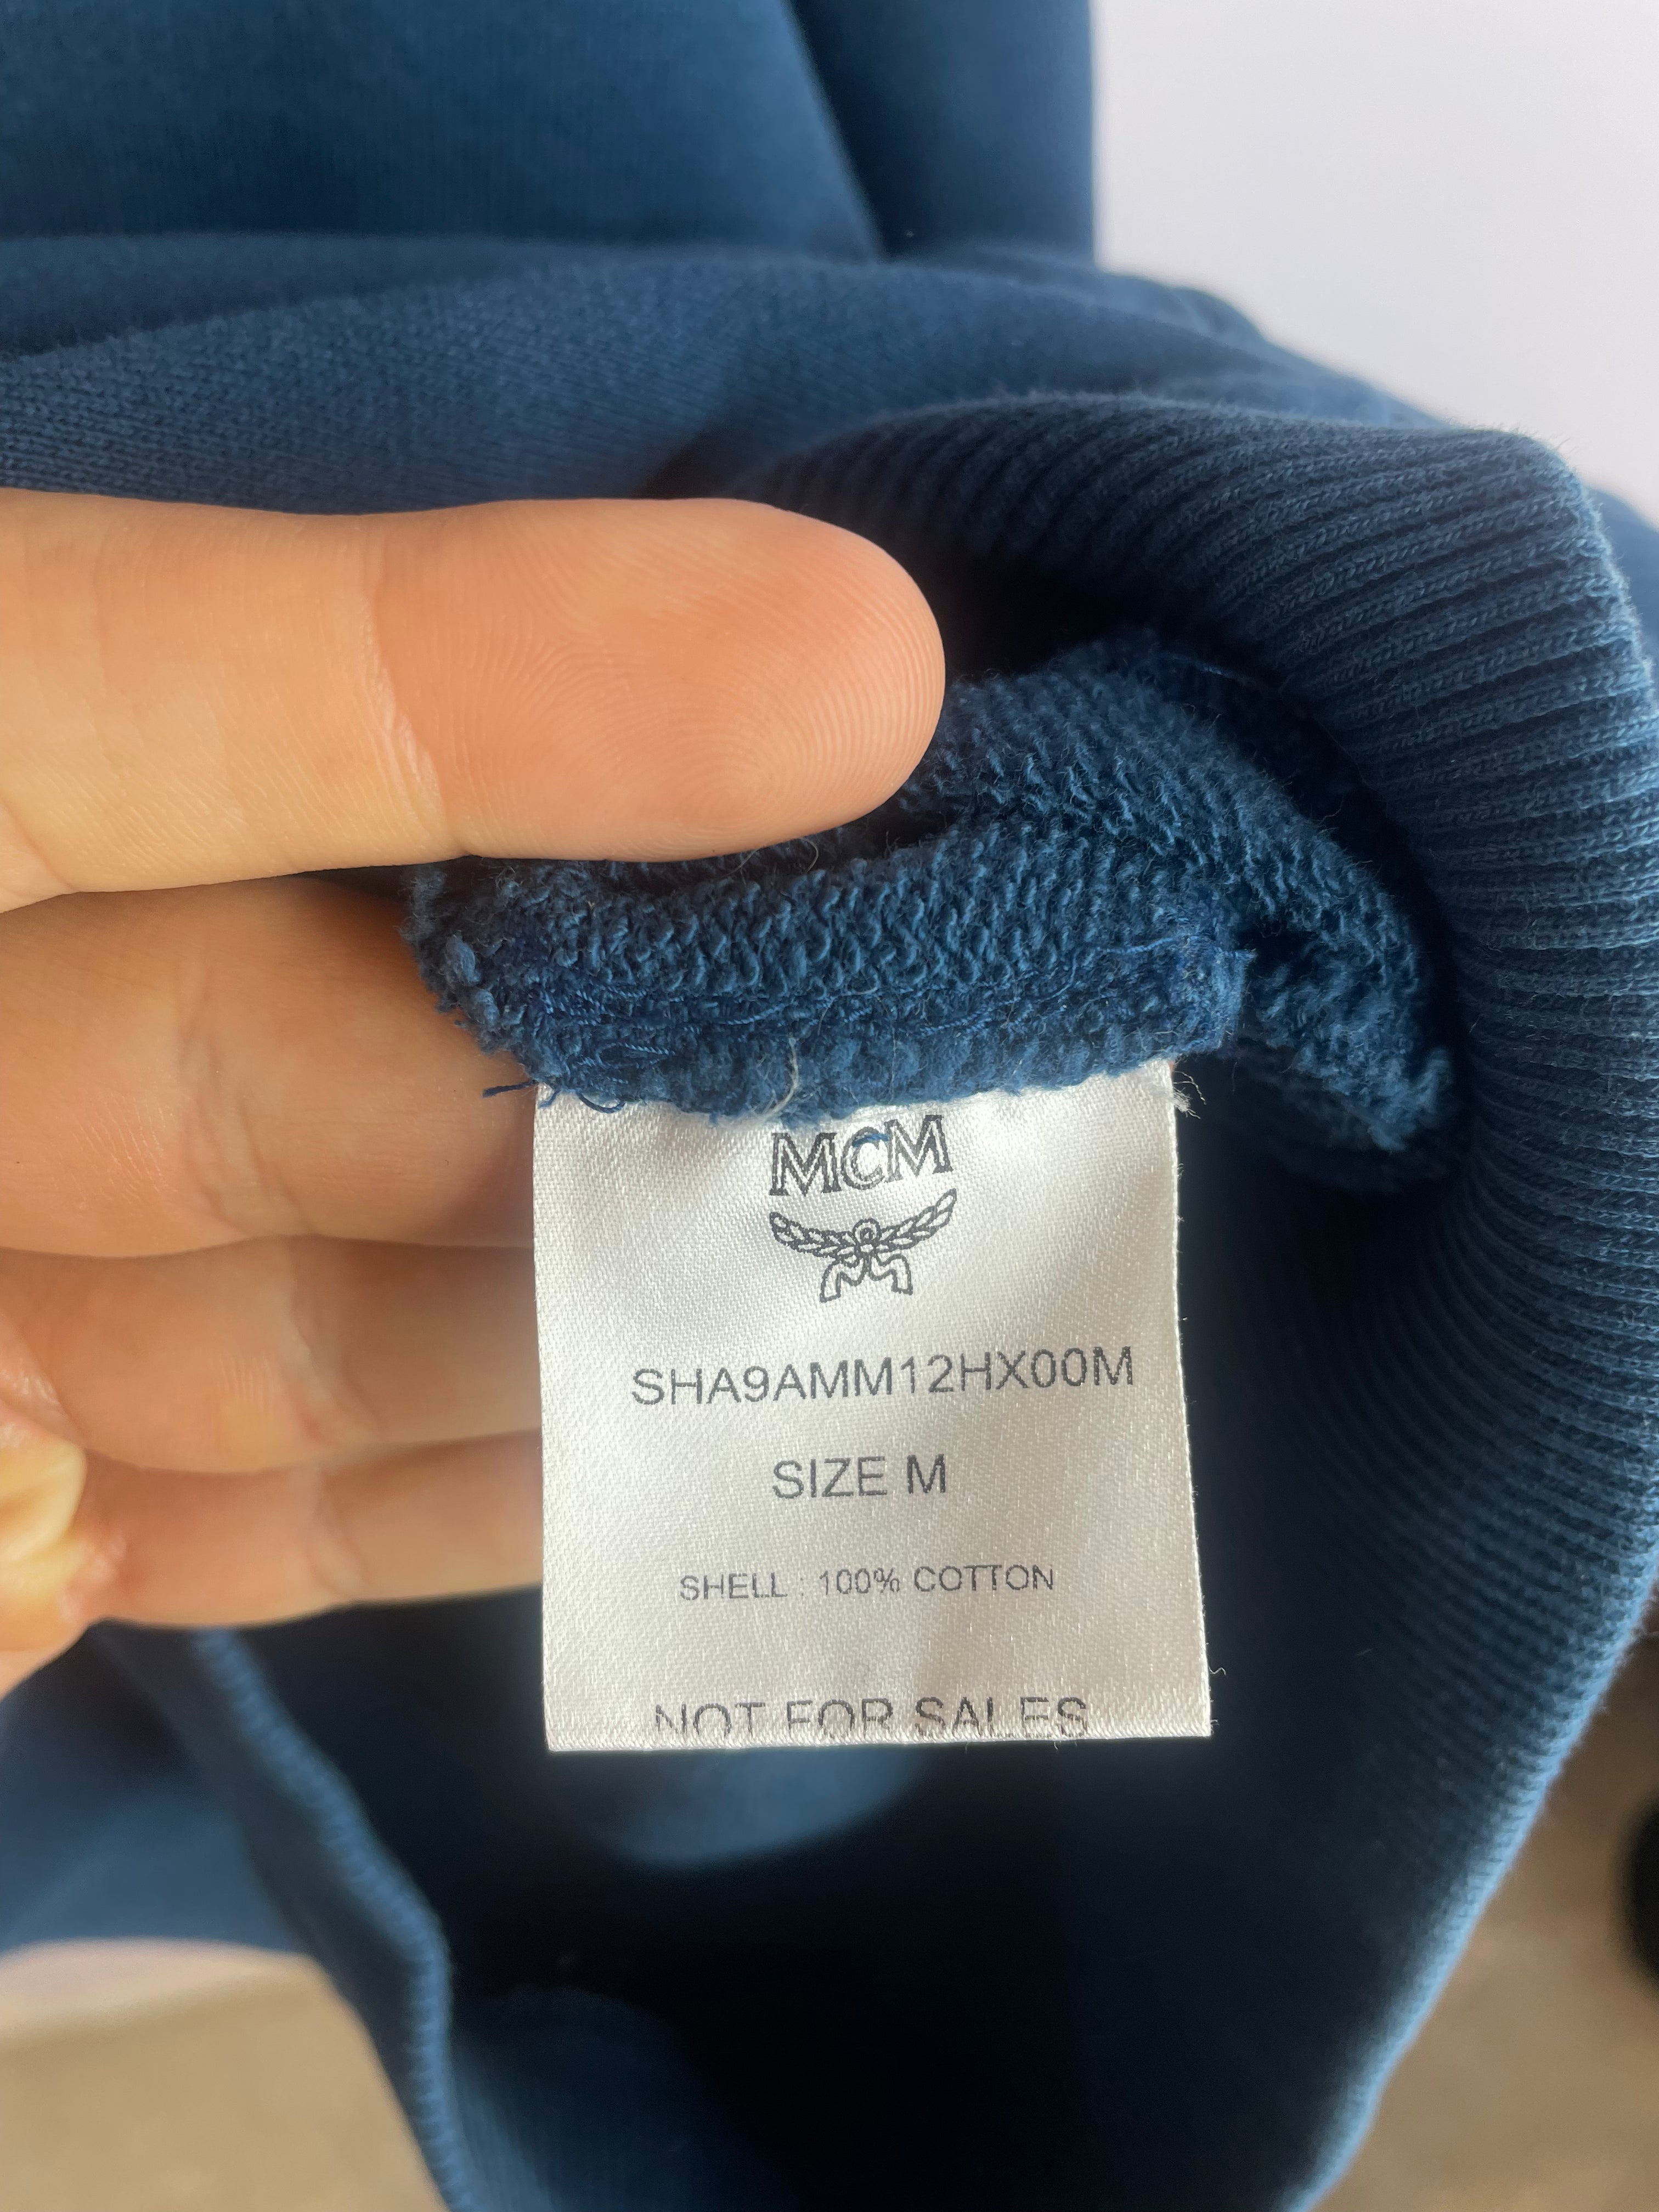 MCM
SHA9AMM12HX00M
SIZE M
SHELL : 100% COTTON
NOT FOR SALES